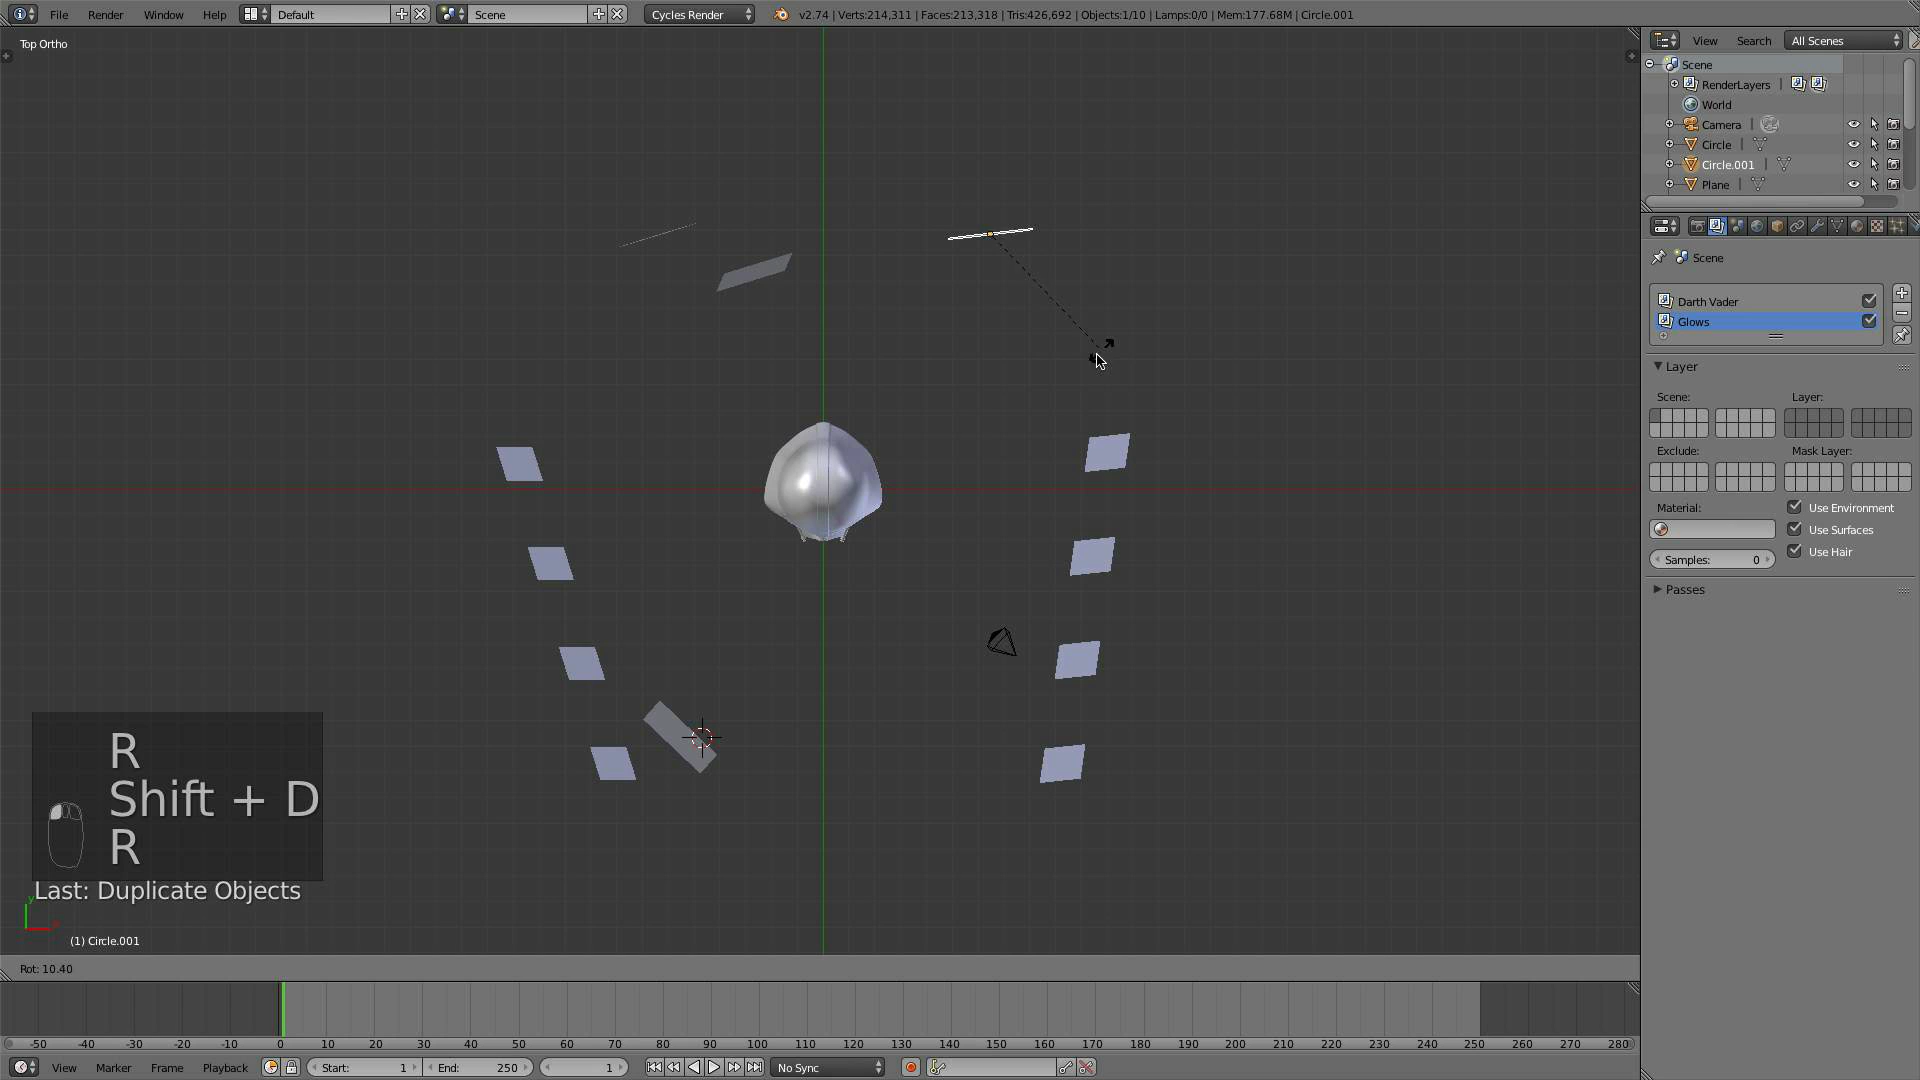 File Render Window Help Default Scene Cycles Render v2.74 | Verts:214,311 | Faces:213,318 | Tris:426,692 | Objects:1/10 | Lamps:0/0 | Mem:177.68M | Circle.001
Top Ortho
View Search All Scenes
Scene
RenderLayers
World
Camera
Circle
Circle.001
Plane
Scene
Darth Vader
Glows
Layer
Scene: Layer:
Exclude: Mask Layer:
Material: Use Environment
Use Surfaces
Use Hair
Samples: 0
Passes
R
Shift + D
R
Last: Duplicate Objects
y
x
(1) Circle.001
Rot: 10.40
-50 -40 -30 -20 -10 0 10 20 30 40 50 60 70 80 90 100 110 120 130 140 150 160 170 180 190 200 210 220 230 240 250 260 270 280
View Marker Frame Playback Start: 1 End: 250 1 No Sync